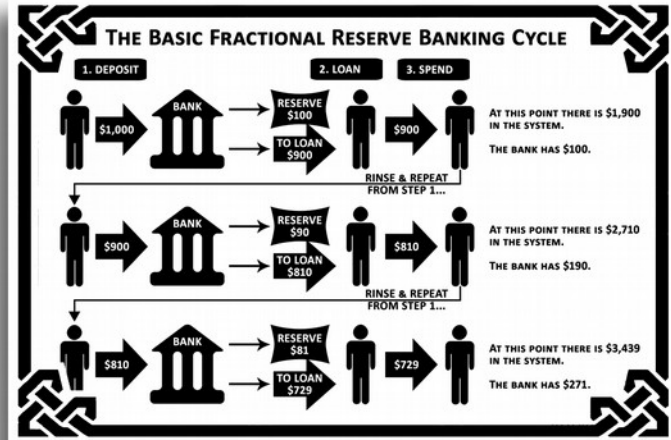 THE BASIC FRACTIONAL RESERVE BANKING CYCLE
1. DEPOSIT
2. LOAN
3. SPEND
$1,000
BANK
RESERVE
$100
TO LOAN
$900
$900
AT THIS POINT THERE IS $1,900
IN THE SYSTEM.
THE BANK HAS $100.
RINSE & REPEAT
FROM STEP 1...
$900
BANK
RESERVE
$90
TO LOAN
$810
$810
AT THIS POINT THERE IS $2,710
IN THE SYSTEM.
THE BANK HAS $190.
RINSE & REPEAT
FROM STEP 1...
$810
BANK
RESERVE
$81
TO LOAN
$729
$729
AT THIS POINT THERE IS $3,439
IN THE SYSTEM.
THE BANK HAS $271.